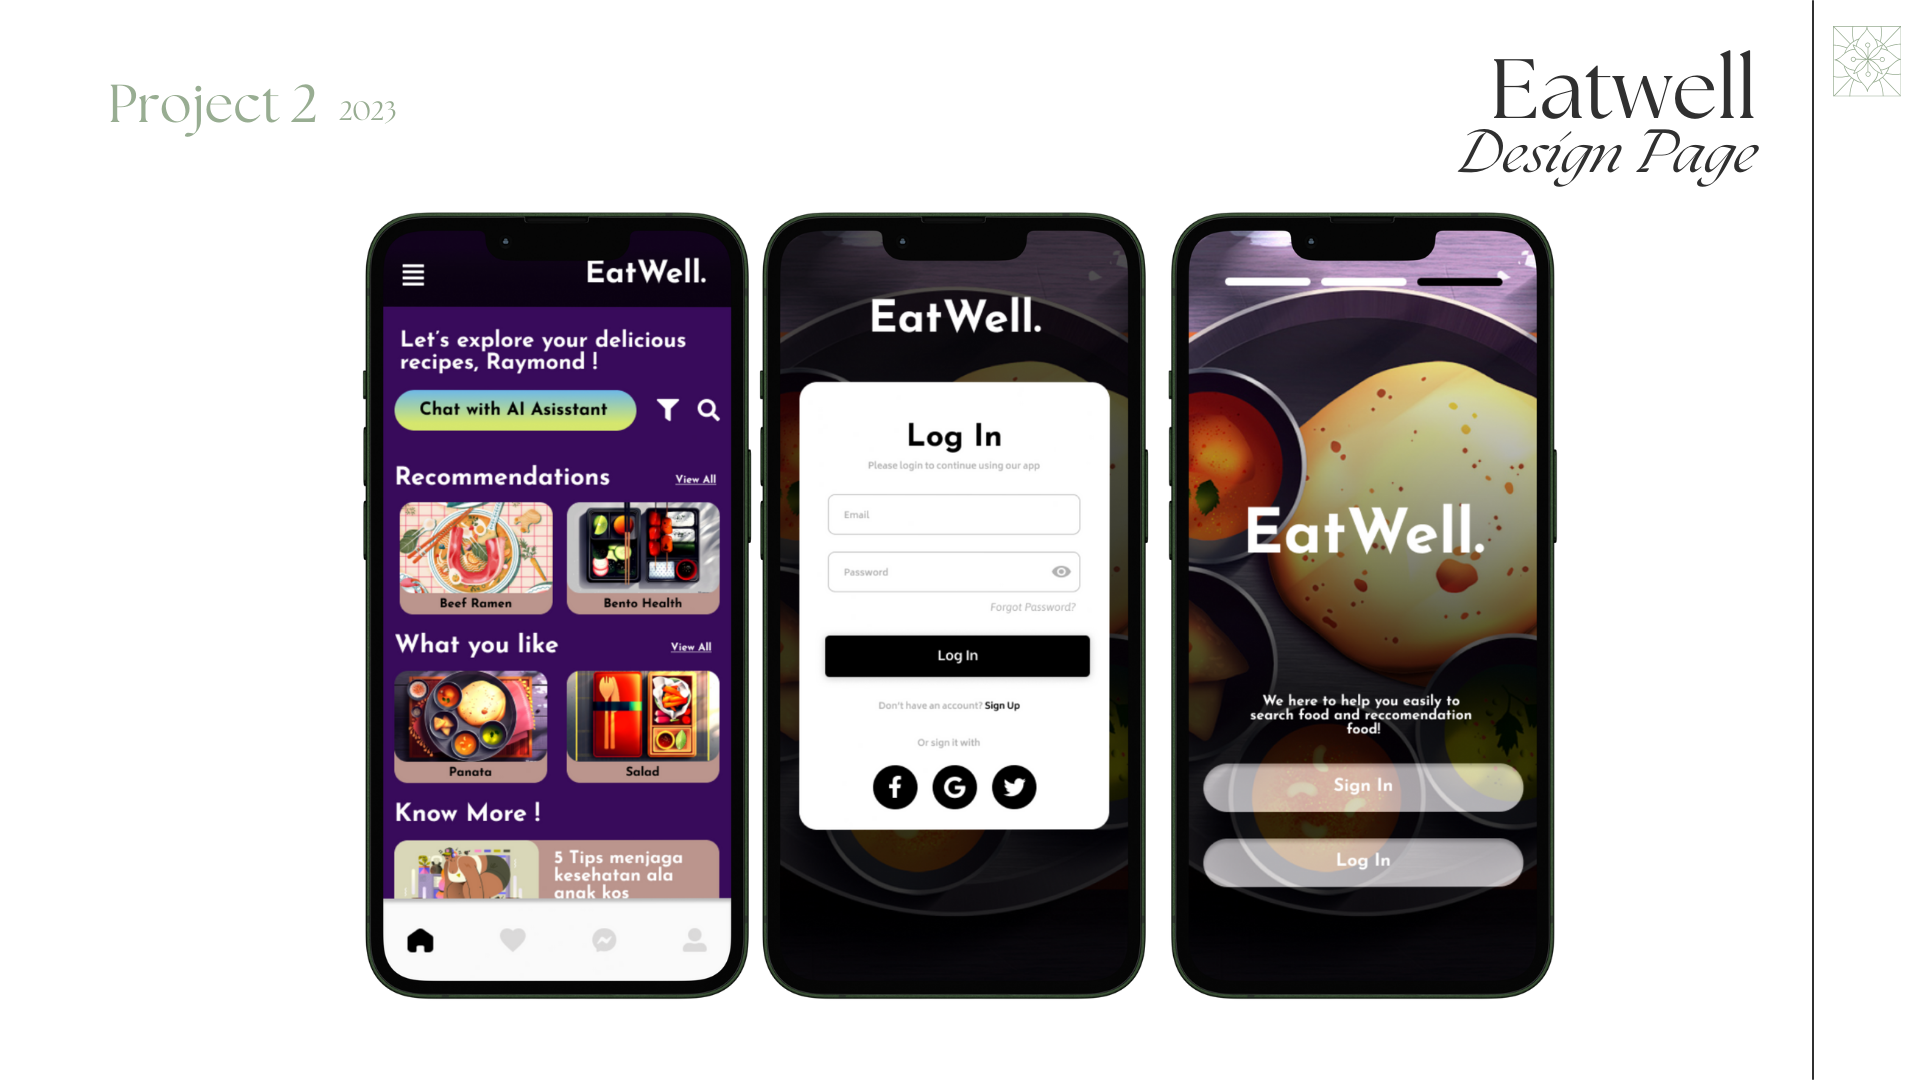 Project 2 2023
Eatwell
Design Page
EatWell.
Let's explore your delicious
recipes, Raymond !
Chat with AI Asisstant
Recommendations
View All
Beef Ramen
Bento Health
What you like
View All
Panata
Salad
Know More !
5 Tips menjaga
kesehatan ala
anak kos
EatWell.
Log In
Please login to continue using our app
Email
Password
Forgot Password?
Log In
Don't have an account? Sign Up
Or sign it with
EatWell.
We here to help you easily to
search food and reccomendation
food!
Sign In
Log In